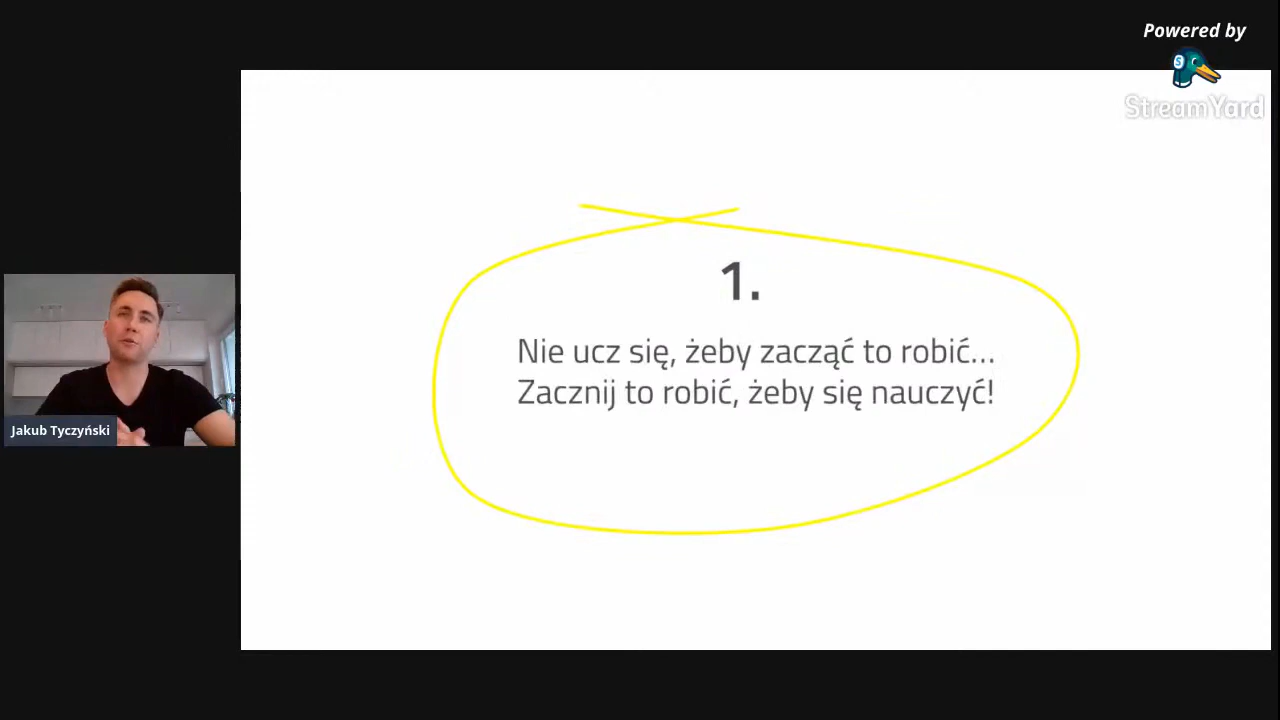 Powered by
StreamYard
1.
Nie ucz się, żeby zacząć to robić...
Zacznij to robić, żeby się nauczyć!
Jakub Tyczyński